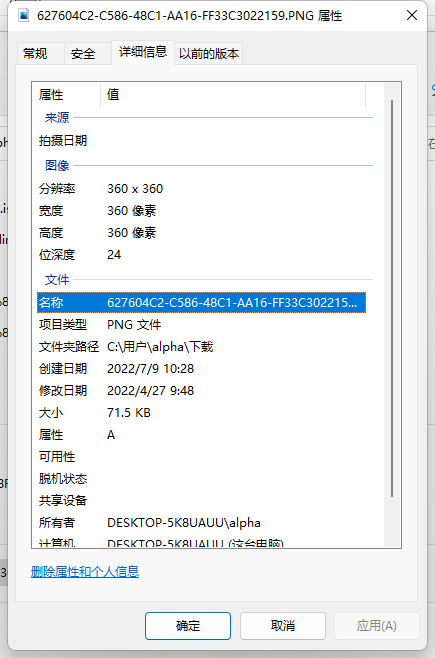 627604C2-C586-48C1-AA16-FF33C3022159.PNG 属性
常规 安全 详细信息 以前的版本
属性 值
来源
拍摄日期
图像
分辨率 360 x 360
宽度 360 像素
高度 360 像素
位深度 24
文件
名称 627604C2-C586-48C1-AA16-FF33C302215...
项目类型 PNG 文件
文件夹路径 C:\用户\alpha\下载
创建日期 2022/7/9 10:28
修改日期 2022/4/27 9:48
大小 71.5 KB
属性 A
可用性
脱机状态
共享设备
所有者 DESKTOP-5K8UAUU\alpha
计算机 DESKTOP-5K8UAUU (这台电脑)
删除属性和个人信息
确定 取消 应用(A)